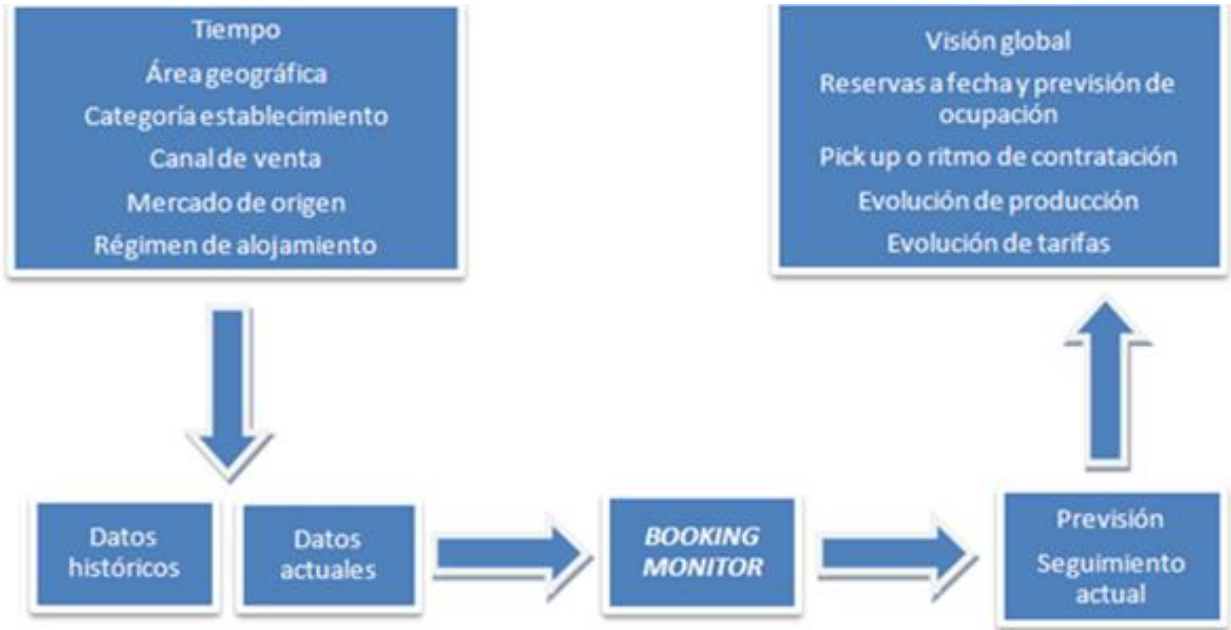 Tiempo
Área geográfica
Categoría establecimiento
Canal de venta
Mercado de origen
Régimen de alojamiento
Visión global
Reservas a fecha y previsión de
ocupación
Pick up o ritmo de contratación
Evolución de producción
Evolución de tarifas
Datos
históricos
Datos
actuales
BOOKING
MONITOR
Previsión
Seguimiento
actual